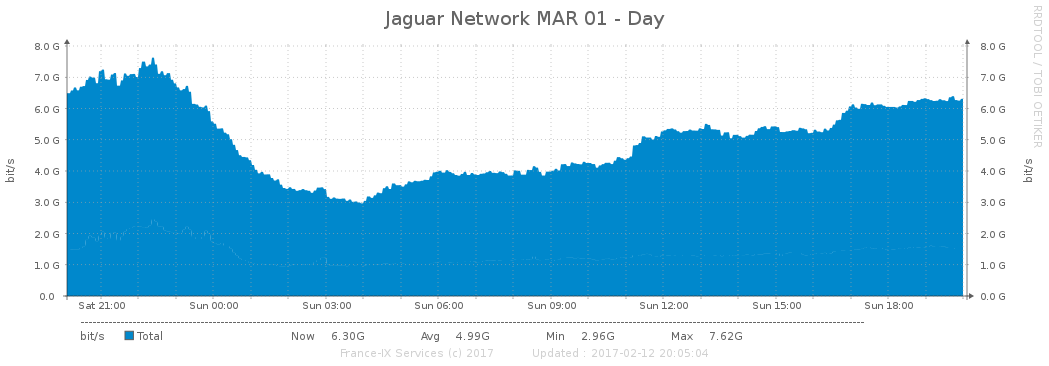 Jaguar Network MAR 01 - Day
RRDTOOL / TOBI OETIKER
bit/s
8.0 G
7.0 G
6.0 G
5.0 G
4.0 G
3.0 G
2.0 G
1.0 G
0.0
8.0 G
7.0 G
6.0 G
5.0 G
4.0 G
3.0 G
2.0 G
1.0 G
0.0 G
bit/s
Sat 21:00 Sun 00:00 Sun 03:00 Sun 06:00 Sun 09:00 Sun 12:00 Sun 15:00 Sun 18:00
bit/s Total Now 6.30G Avg 4.99G Min 2.96G Max 7.62G
France-IX Services (c) 2017 Updated : 2017-02-12 20:05:04